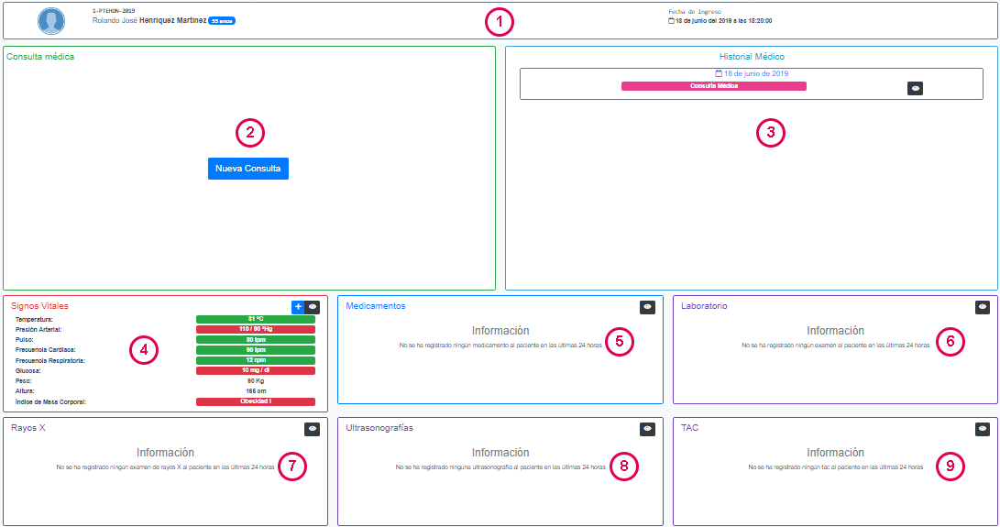 1-PTEHDN-2019
Rolando José Henriquez Martínez 55 anos
Fecha de ingreso
18 de junio del 2019 a las 13:20:00
1
Consulta médica
2
Nueva Consulta
Historial Médico
18 de junio de 2019
Consulta Médica
3
Signos Vitales
Temperatura: 31 ºC
Presión Arterial: 110 / 90 ºHg
Pulso: 80 lpm
Frecuencia Cardiaca: 90 lpm
Frecuencia Respiratoria: 12 rpm
Glucosa: 10 mg / dl
Peso: 90 Kg
Altura: 165 cm
Índice de Masa Corporal: Obesidad I
4
Medicamentos
Información
No se ha registrado ningún medicamento al paciente en las últimas 24 horas
5
Laboratorio
Información
No se ha registrado ningún examen al paciente en las últimas 24 horas
6
Rayos X
Información
No se ha registrado ningún examen de rayos X al paciente en las últimas 24 horas
7
Ultrasonografías
Información
No se ha registrado ninguna ultrasonografía al paciente en las últimas 24 horas
8
TAC
Información
No se ha registrado ningún tac al paciente en las últimas 24 horas
9